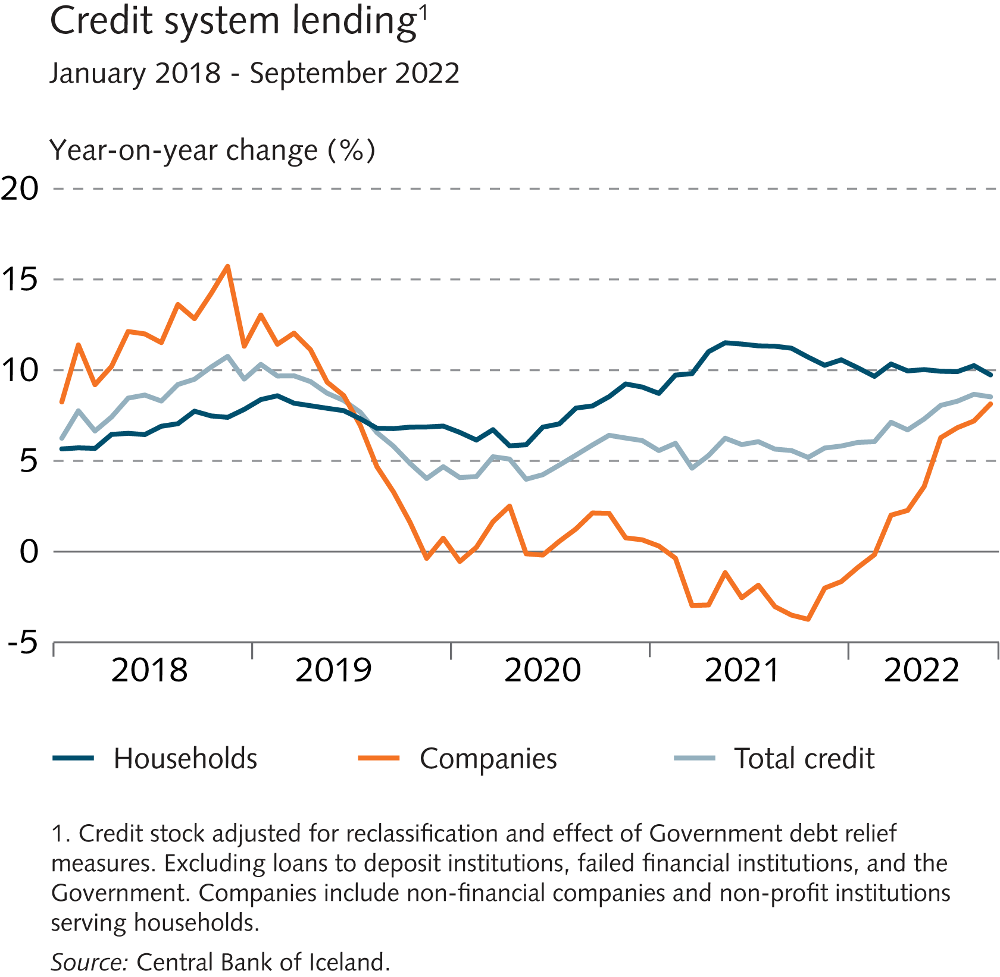 Credit system lending¹
January 2018 - September 2022
Year-on-year change (%)
20
15
10
5
0
-5
2018 2019 2020 2021 2022
Households Companies Total credit
1. Credit stock adjusted for reclassification and effect of Government debt relief
measures. Excluding loans to deposit institutions, failed financial institutions, and the
Government. Companies include non-financial companies and non-profit institutions
serving households.
Source: Central Bank of Iceland.